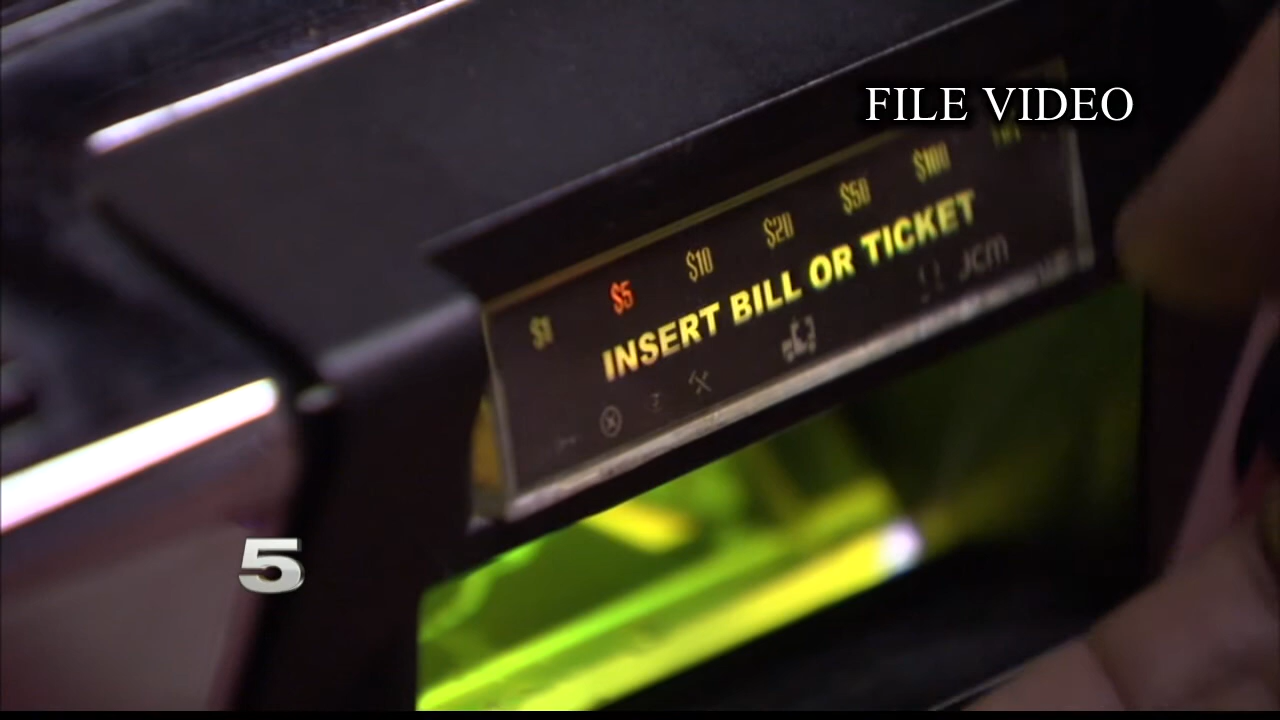 FILE VIDEO
$1 $5 $10 $20 $50 $100
INSERT BILL OR TICKET
JCM
5